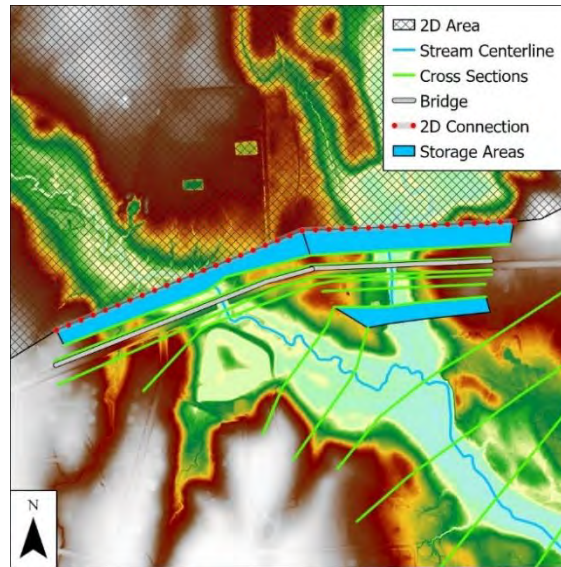 2D Area
Stream Centerline
Cross Sections
Bridge
2D Connection
Storage Areas
N